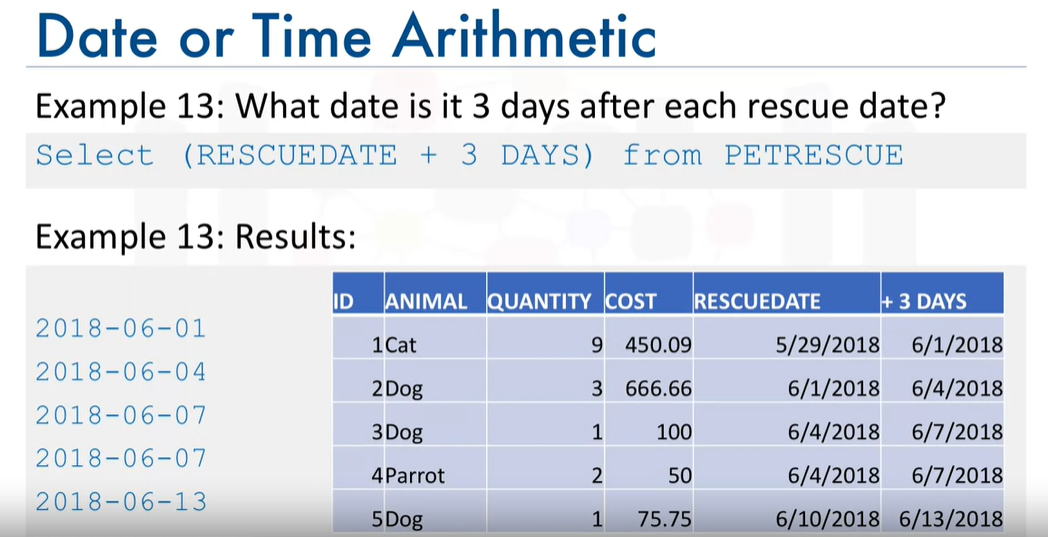 Date or Time Arithmetic
Example 13: What date is it 3 days after each rescue date?
Select (RESCUEDATE + 3 DAYS) from PETRESCUE
Example 13: Results:
2018-06-01
2018-06-04
2018-06-07
2018-06-07
2018-06-13
ID ANIMAL QUANTITY COST RESCUEDATE + 3 DAYS
1 Cat 9 450.09 5/29/2018 6/1/2018
2 Dog 3 666.66 6/1/2018 6/4/2018
3 Dog 1 100 6/4/2018 6/7/2018
4 Parrot 2 50 6/4/2018 6/7/2018
5 Dog 1 75.75 6/10/2018 6/13/2018